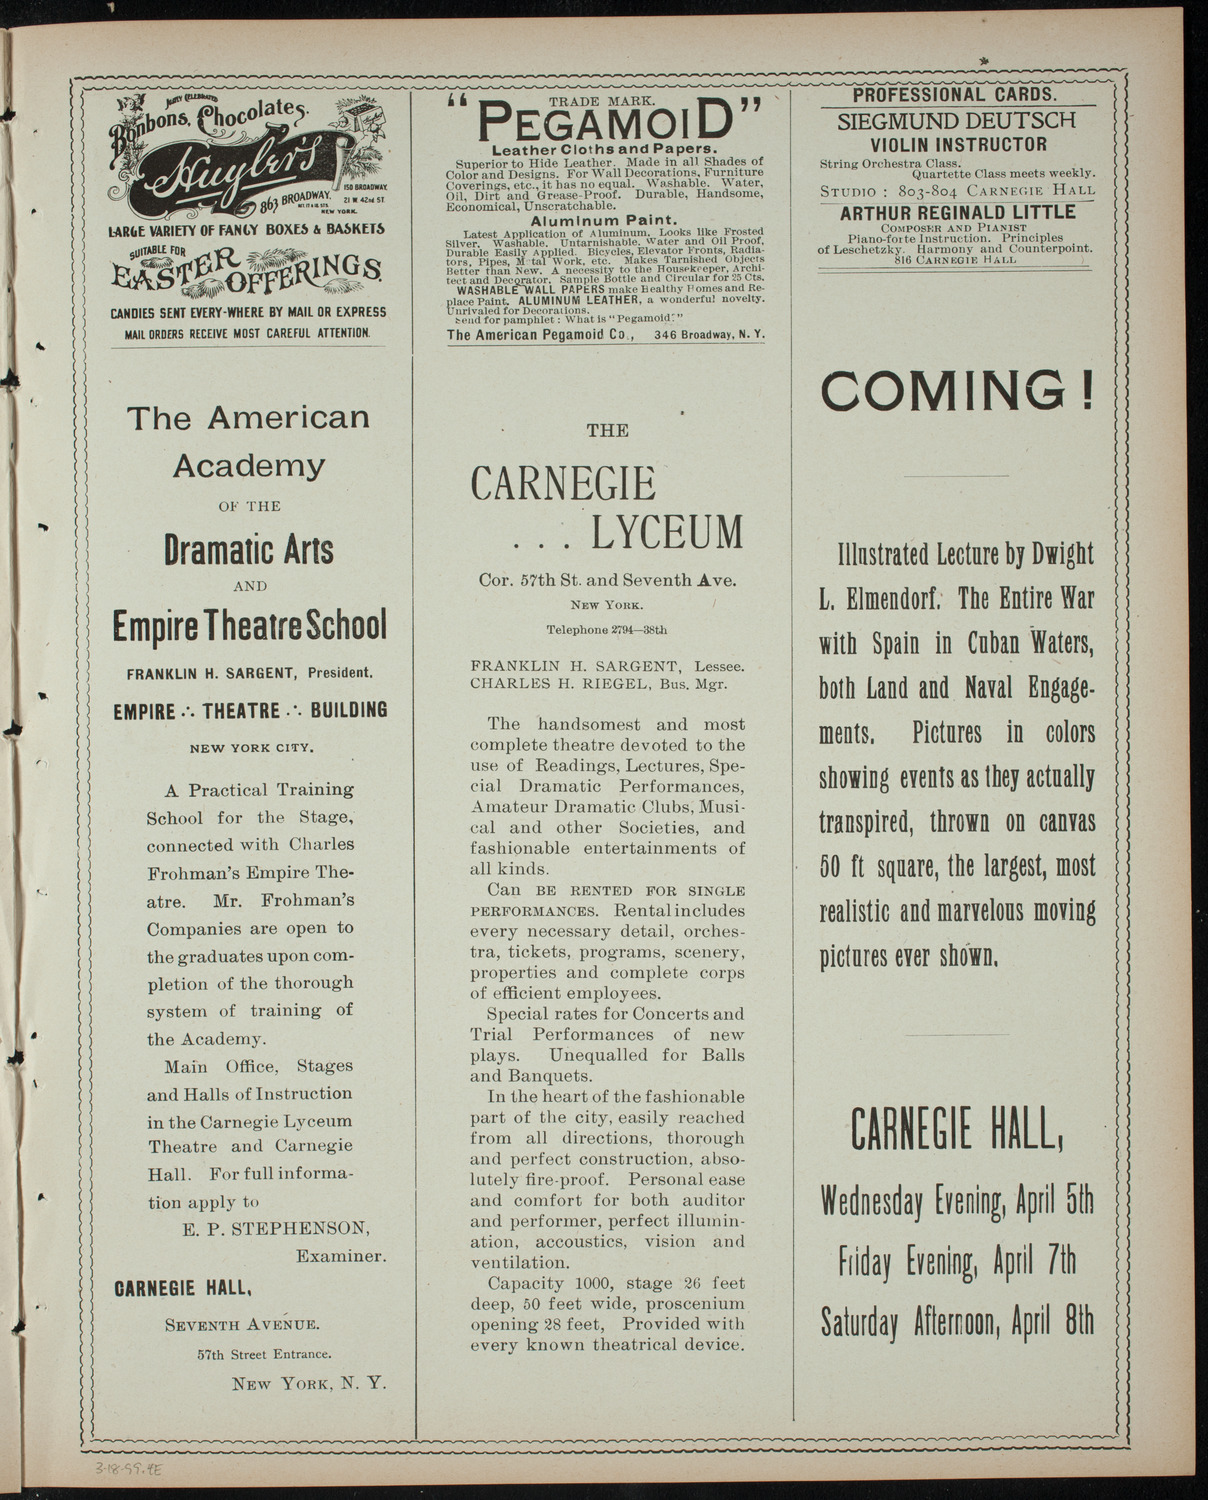 JUSTLY CELEBRATED
Bonbons, Chocolates.
Huyler's
863 BROADWAY.
150 BROADWAY.
21 W. 42nd ST.
NEW YORK.
LARGE VARIETY OF FANCY BOXES & BASKETS
SUITABLE FOR
EASTER OFFERINGS.
CANDIES SENT EVERY-WHERE BY MAIL OR EXPRESS
MAIL ORDERS RECEIVE MOST CAREFUL ATTENTION.
The American
Academy
OF THE
Dramatic Arts
AND
Empire Theatre School
FRANKLIN H. SARGENT, President.
EMPIRE ∴ THEATRE ∴ BUILDING
NEW YORK CITY.
A Practical Training
School for the Stage,
connected with Charles
Frohman's Empire The-
atre. Mr. Frohman's
Companies are open to
the graduates upon com-
pletion of the thorough
system of training of
the Academy.
Main Office, Stages
and Halls of Instruction
in the Carnegie Lyceum
Theatre and Carnegie
Hall. For full informa-
tion apply to
E. P. STEPHENSON,
Examiner.
CARNEGIE HALL,
SEVENTH AVENUE.
57th Street Entrance.
NEW YORK, N. Y.
TRADE MARK.
"PEGAMOID"
Leather Cloths and Papers.
Superior to Hide Leather. Made in all Shades of
Color and Designs. For Wall Decorations, Furniture
Coverings, etc., it has no equal. Washable. Water,
Oil, Dirt and Grease-Proof. Durable, Handsome,
Economical, Unscratchable.
Aluminum Paint.
Latest Application of Aluminum. Looks like Frosted
Silver. Washable. Untarnishable. Water and Oil Proof,
Durable Easily Applied. Bicycles, Elevator Fronts, Radia-
tors, Pipes, Metal Work, etc. Makes Tarnished Objects
Better than New. A necessity to the Housekeeper, Archi-
tect and Decorator. Sample Bottle and Circular for 25 Cts.
WASHABLE WALL PAPERS make Healthy Homes and Re-
place Paint. ALUMINUM LEATHER, a wonderful novelty.
Unrivaled for Decorations.
Send for pamphlet: What is "Pegamoid?"
The American Pegamoid Co., 346 Broadway, N. Y.
THE
CARNEGIE
. . . LYCEUM
Cor. 57th St. and Seventh Ave.
NEW YORK.
Telephone 2794—38th
FRANKLIN H. SARGENT, Lessee.
CHARLES H. RIEGEL, Bus. Mgr.
The handsomest and most
complete theatre devoted to the
use of Readings, Lectures, Spe-
cial Dramatic Performances,
Amateur Dramatic Clubs, Musi-
cal and other Societies, and
fashionable entertainments of
all kinds.
Can BE RENTED FOR SINGLE
PERFORMANCES. Rental includes
every necessary detail, orches-
tra, tickets, programs, scenery,
properties and complete corps
of efficient employees.
Special rates for Concerts and
Trial Performances of new
plays. Unequalled for Balls
and Banquets.
In the heart of the fashionable
part of the city, easily reached
from all directions, thorough
and perfect construction, abso-
lutely fire-proof. Personal ease
and comfort for both auditor
and performer, perfect illumin-
ation, accoustics, vision and
ventilation.
Capacity 1000, stage 26 feet
deep, 50 feet wide, proscenium
opening 28 feet, Provided with
every known theatrical device.
PROFESSIONAL CARDS.
SIEGMUND DEUTSCH
VIOLIN INSTRUCTOR
String Orchestra Class.
Quartette Class meets weekly.
STUDIO : 803-804 CARNEGIE HALL
ARTHUR REGINALD LITTLE
COMPOSER AND PIANIST
Piano-forte Instruction. Principles
of Leschetzky. Harmony and Counterpoint.
816 CARNEGIE HALL
COMING!
Illustrated Lecture by Dwight
L. Elmendorf. The Entire War
with Spain in Cuban Waters,
both Land and Naval Engage-
ments. Pictures in colors
showing events as they actually
transpired, thrown on canvas
50 ft square, the largest, most
realistic and marvelous moving
pictures ever shown.
CARNEGIE HALL,
Wednesday Evening, April 5th
Friday Evening, April 7th
Saturday Afternoon, April 8th
3-18-99.4E